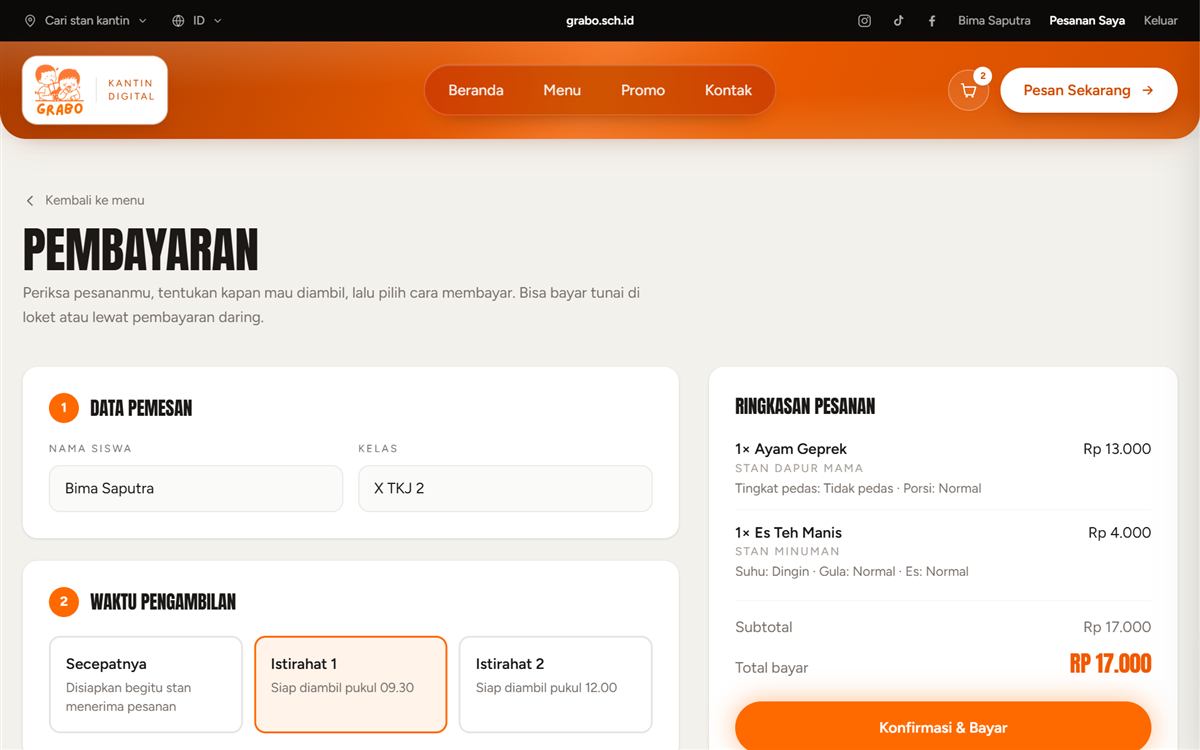 Cari stan kantin
ID
grabo.sch.id
Bima Saputra
Pesanan Saya
Keluar
GRABO
KANTIN
DIGITAL
Beranda
Menu
Promo
Kontak
2
Pesan Sekarang
Kembali ke menu
PEMBAYARAN
Periksa pesananmu, tentukan kapan mau diambil, lalu pilih cara membayar. Bisa bayar tunai di
loket atau lewat pembayaran daring.
1
DATA PEMESAN
NAMA SISWA
KELAS
Bima Saputra
X TKJ 2
2
WAKTU PENGAMBILAN
Secepatnya
Disiapkan begitu stan
menerima pesanan
Istirahat 1
Siap diambil pukul 09.30
Istirahat 2
Siap diambil pukul 12.00
RINGKASAN PESANAN
1× Ayam Geprek
Rp 13.000
STAN DAPUR MAMA
Tingkat pedas: Tidak pedas · Porsi: Normal
1× Es Teh Manis
Rp 4.000
STAN MINUMAN
Suhu: Dingin · Gula: Normal · Es: Normal
Subtotal
Rp 17.000
Total bayar
RP 17.000
Konfirmasi & Bayar